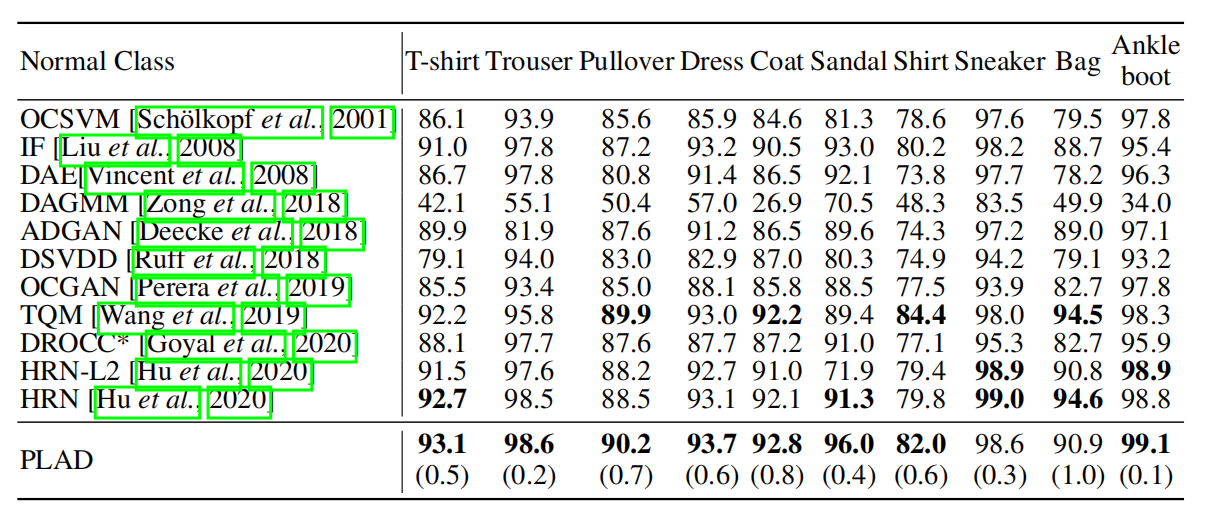 Normal Class T-shirt Trouser Pullover Dress Coat Sandal Shirt Sneaker Bag Ankle boot
OCSVM [Schölkopf et al., 2001] 86.1 93.9 85.6 85.9 84.6 81.3 78.6 97.6 79.5 97.8
IF [Liu et al., 2008] 91.0 97.8 87.2 93.2 90.5 93.0 80.2 98.2 88.7 95.4
DAE[Vincent et al., 2008] 86.7 97.8 80.8 91.4 86.5 92.1 73.8 97.7 78.2 96.3
DAGMM [Zong et al., 2018] 42.1 55.1 50.4 57.0 26.9 70.5 48.3 83.5 49.9 34.0
ADGAN [Deecke et al., 2018] 89.9 81.9 87.6 91.2 86.5 89.6 74.3 97.2 89.0 97.1
DSVDD [Ruff et al., 2018] 79.1 94.0 83.0 82.9 87.0 80.3 74.9 94.2 79.1 93.2
OCGAN [Perera et al., 2019] 85.5 93.4 85.0 88.1 85.8 88.5 77.5 93.9 82.7 97.8
TQM [Wang et al., 2019] 92.2 95.8 89.9 93.0 92.2 89.4 84.4 98.0 94.5 98.3
DROCC* [Goyal et al., 2020] 88.1 97.7 87.6 87.7 87.2 91.0 77.1 95.3 82.7 95.9
HRN-L2 [Hu et al., 2020] 91.5 97.6 88.2 92.7 91.0 71.9 79.4 98.9 90.8 98.9
HRN [Hu et al., 2020] 92.7 98.5 88.5 93.1 92.1 91.3 79.8 99.0 94.6 98.8
PLAD 93.1 98.6 90.2 93.7 92.8 96.0 82.0 98.6 90.9 99.1
(0.5) (0.2) (0.7) (0.6) (0.8) (0.4) (0.6) (0.3) (1.0) (0.1)